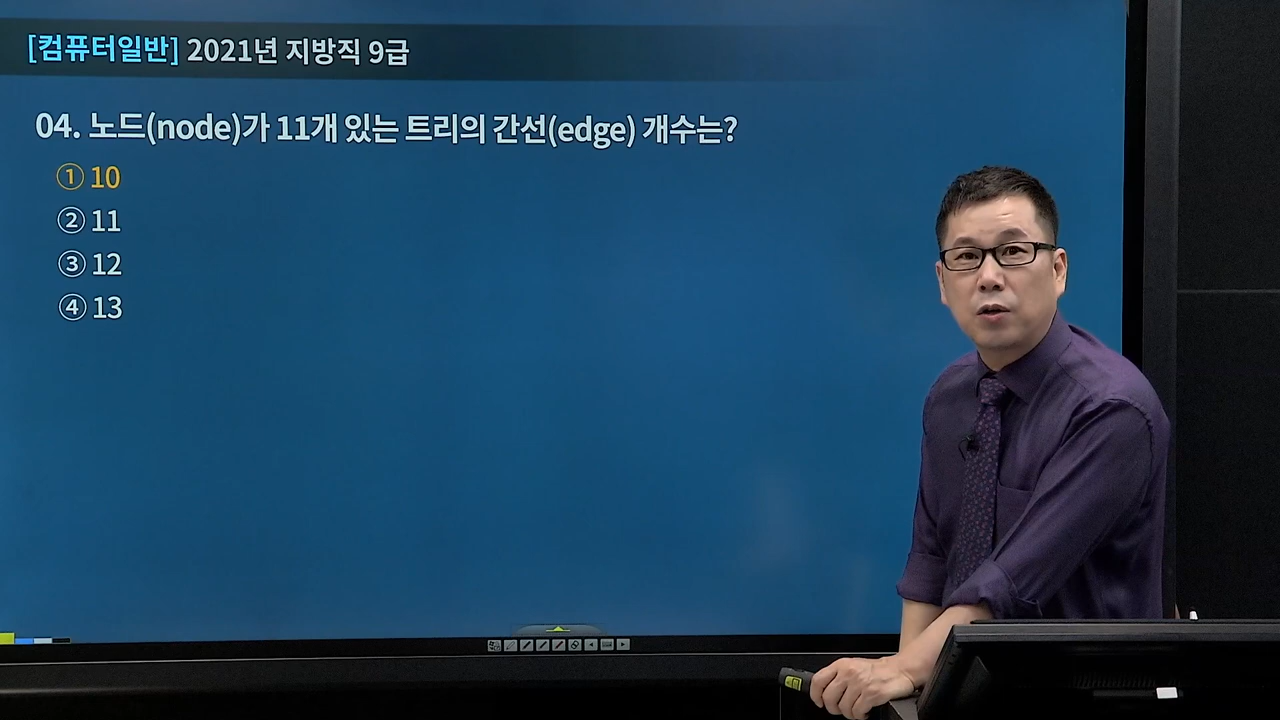 [컴퓨터일반] 2021년 지방직 9급
04. 노드(node)가 11개 있는 트리의 간선(edge) 개수는?
① 10
② 11
③ 12
④ 13